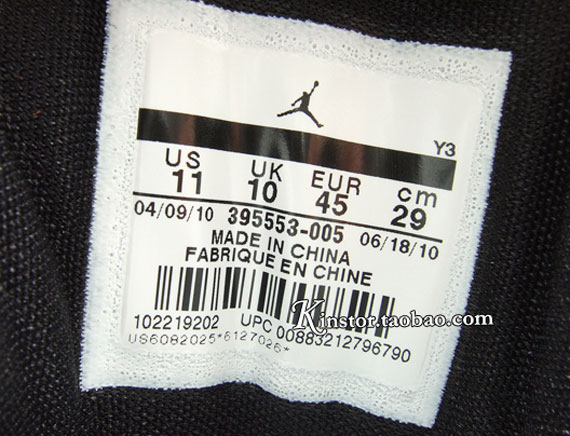 Y3
US UK EUR cm
11 10 45 29
04/09/10 395553-005 06/18/10
MADE IN CHINA
FABRIQUE EN CHINE
Kinstor.taobao.com
102219202 UPC 00883212796790
US6082025*6127026*